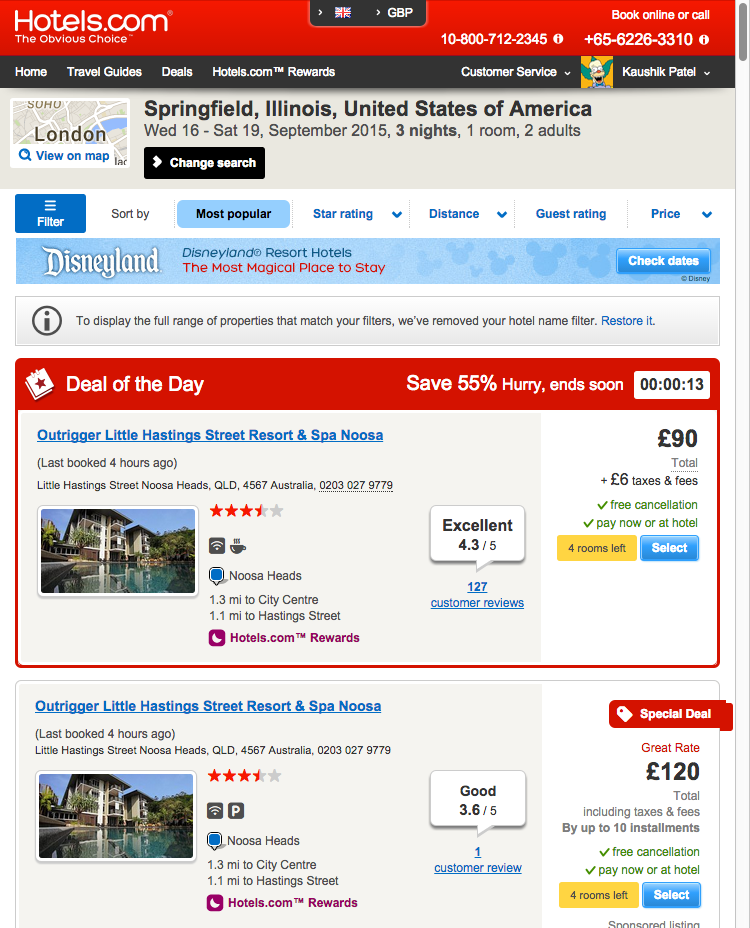 Hotels.com®
The Obvious Choice™
GBP
Book online or call
10-800-712-2345
+65-6226-3310
Home Travel Guides Deals Hotels.com™ Rewards Customer Service Kaushik Patel
SOHO
London
View on map
Springfield, Illinois, United States of America
Wed 16 - Sat 19, September 2015, 3 nights, 1 room, 2 adults
Change search
Filter
Sort by Most popular Star rating Distance Guest rating Price
Disneyland
Disneyland® Resort Hotels
The Most Magical Place to Stay
Check dates
© Disney
To display the full range of properties that match your filters, we've removed your hotel name filter. Restore it.
Deal of the Day
Save 55% Hurry, ends soon 00:00:13
Outrigger Little Hastings Street Resort & Spa Noosa
(Last booked 4 hours ago)
Little Hastings Street Noosa Heads, QLD, 4567 Australia, 0203 027 9779
Noosa Heads
1.3 mi to City Centre
1.1 mi to Hastings Street
Hotels.com™ Rewards
Excellent
4.3 / 5
127
customer reviews
£90
Total
+ £6 taxes & fees
free cancellation
pay now or at hotel
4 rooms left Select
Outrigger Little Hastings Street Resort & Spa Noosa
(Last booked 4 hours ago)
Little Hastings Street Noosa Heads, QLD, 4567 Australia, 0203 027 9779
P
Noosa Heads
1.3 mi to City Centre
1.1 mi to Hastings Street
Hotels.com™ Rewards
Good
3.6 / 5
1
customer review
Special Deal
Great Rate
£120
Total
including taxes & fees
By up to 10 installments
free cancellation
pay now or at hotel
4 rooms left Select
Sponsored listing